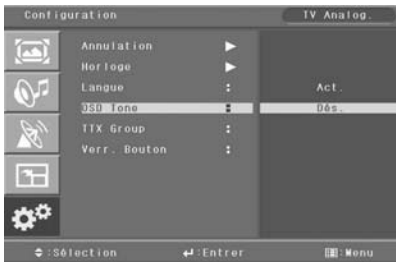 Configuration TV Analog.
Annulation
Horloge
Langue : Act.
OSD Tone : Dés.
TTX Group :
Verr. Bouton :
:Sélection :Entrer :Menu